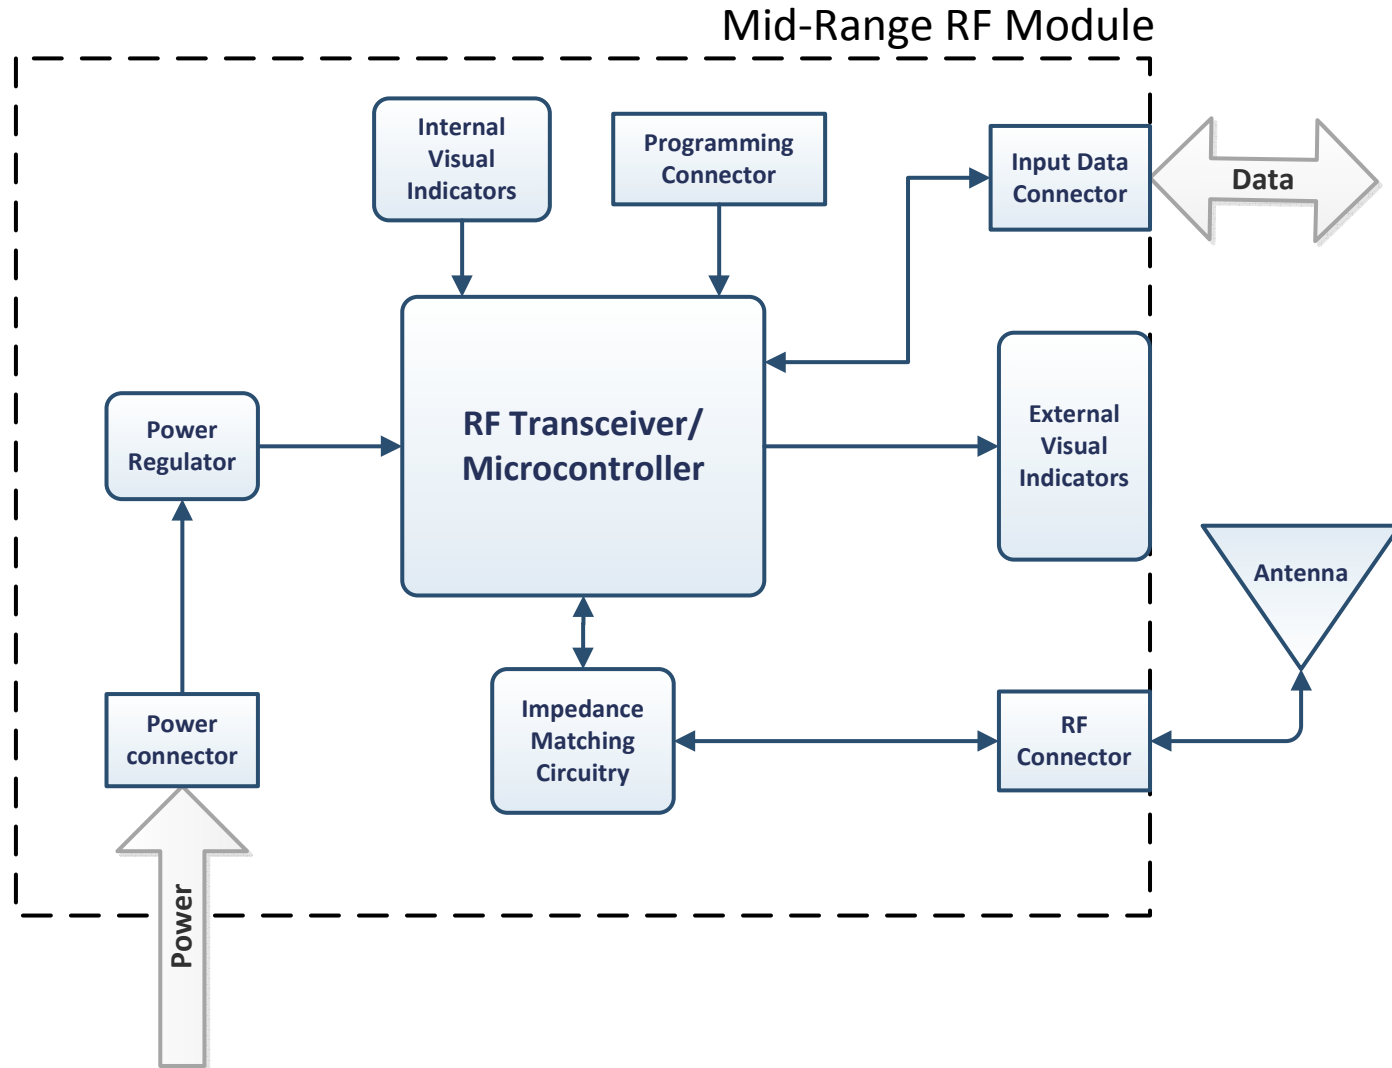 Mid-Range RF Module
Internal
Visual
Indicators
Programming
Connector
Input Data
Connector
Data
RF Transceiver/
Microcontroller
Power
Regulator
External
Visual
Indicators
Antenna
Impedance
Matching
Circuitry
RF
Connector
Power
connector
Power